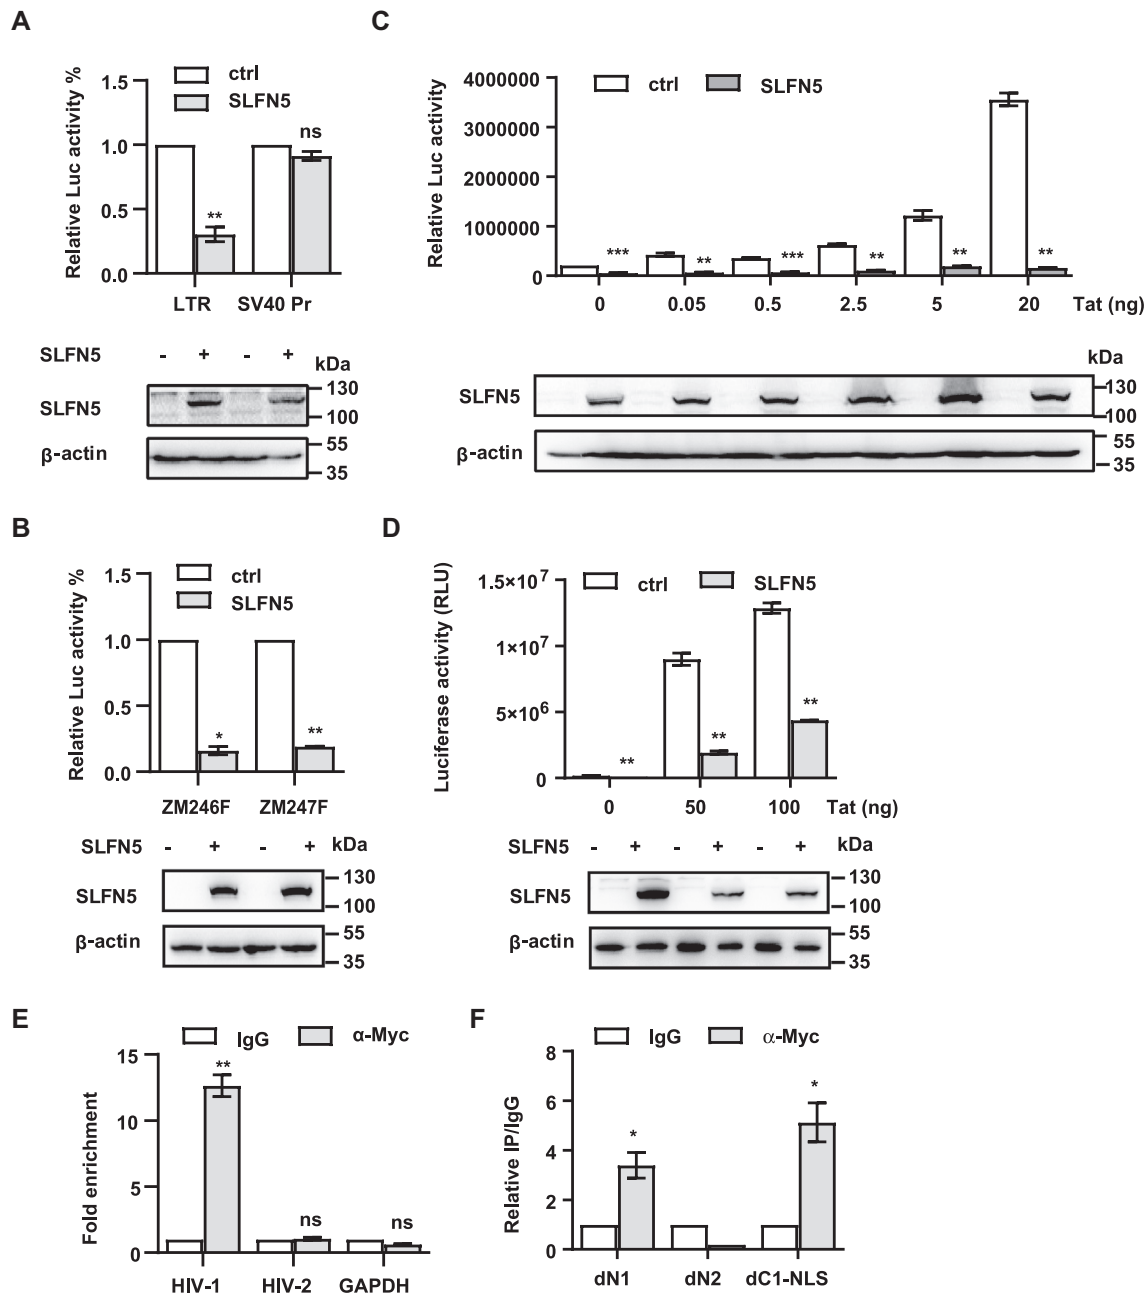 A
Relative Luc activity %
1.5
1.0
0.5
0.0
ctrl
SLFN5
**
ns
LTR SV40 Pr
SLFN5 - + - + kDa
SLFN5 130
100
β-actin 55
35
C
Relative Luc activity
4000000
3000000
2000000
1000000
0
ctrl SLFN5
*** ** *** ** ** **
0 0.05 0.5 2.5 5 20 Tat (ng)
kDa
SLFN5 130
100
β-actin 55
35
B
Relative Luc activity %
1.5
1.0
0.5
0.0
ctrl
SLFN5
* **
ZM246F ZM247F
SLFN5 - + - + kDa
SLFN5 130
100
β-actin 55
35
D
Luciferase activity (RLU)
1.5×10⁷
1×10⁷
5×10⁶
0
ctrl SLFN5
** ** **
0 50 100 Tat (ng)
SLFN5 - + - + - + kDa
SLFN5 130
100
β-actin 55
35
E
Fold enrichment
15
10
5
0
IgG α-Myc
** ns ns
HIV-1 HIV-2 GAPDH
F
Relative IP/IgG
8
6
4
2
0
IgG α-Myc
* *
dN1 dN2 dC1-NLS